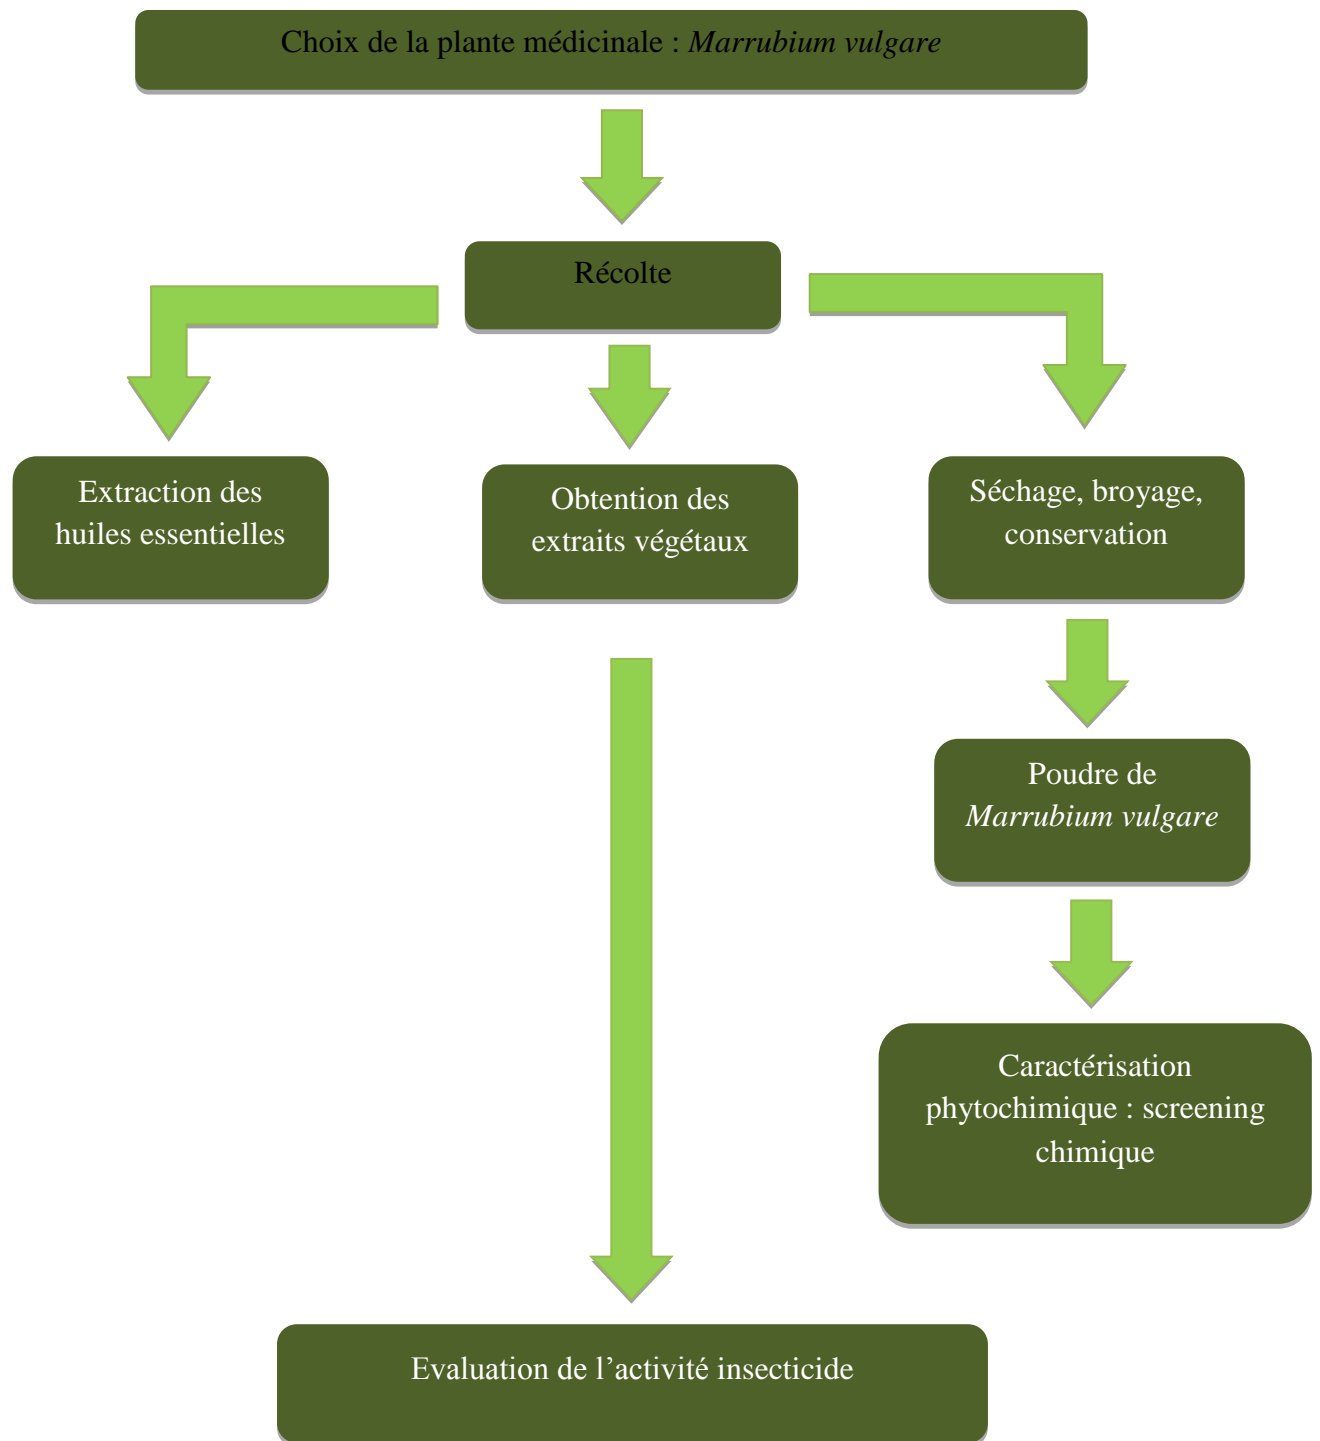 Choix de la plante médicinale : Marrubium vulgare
Récolte
Extraction des
huiles essentielles
Obtention des
extraits végétaux
Séchage, broyage,
conservation
Poudre de
Marrubium vulgare
Caractérisation
phytochimique : screening
chimique
Evaluation de l’activité insecticide